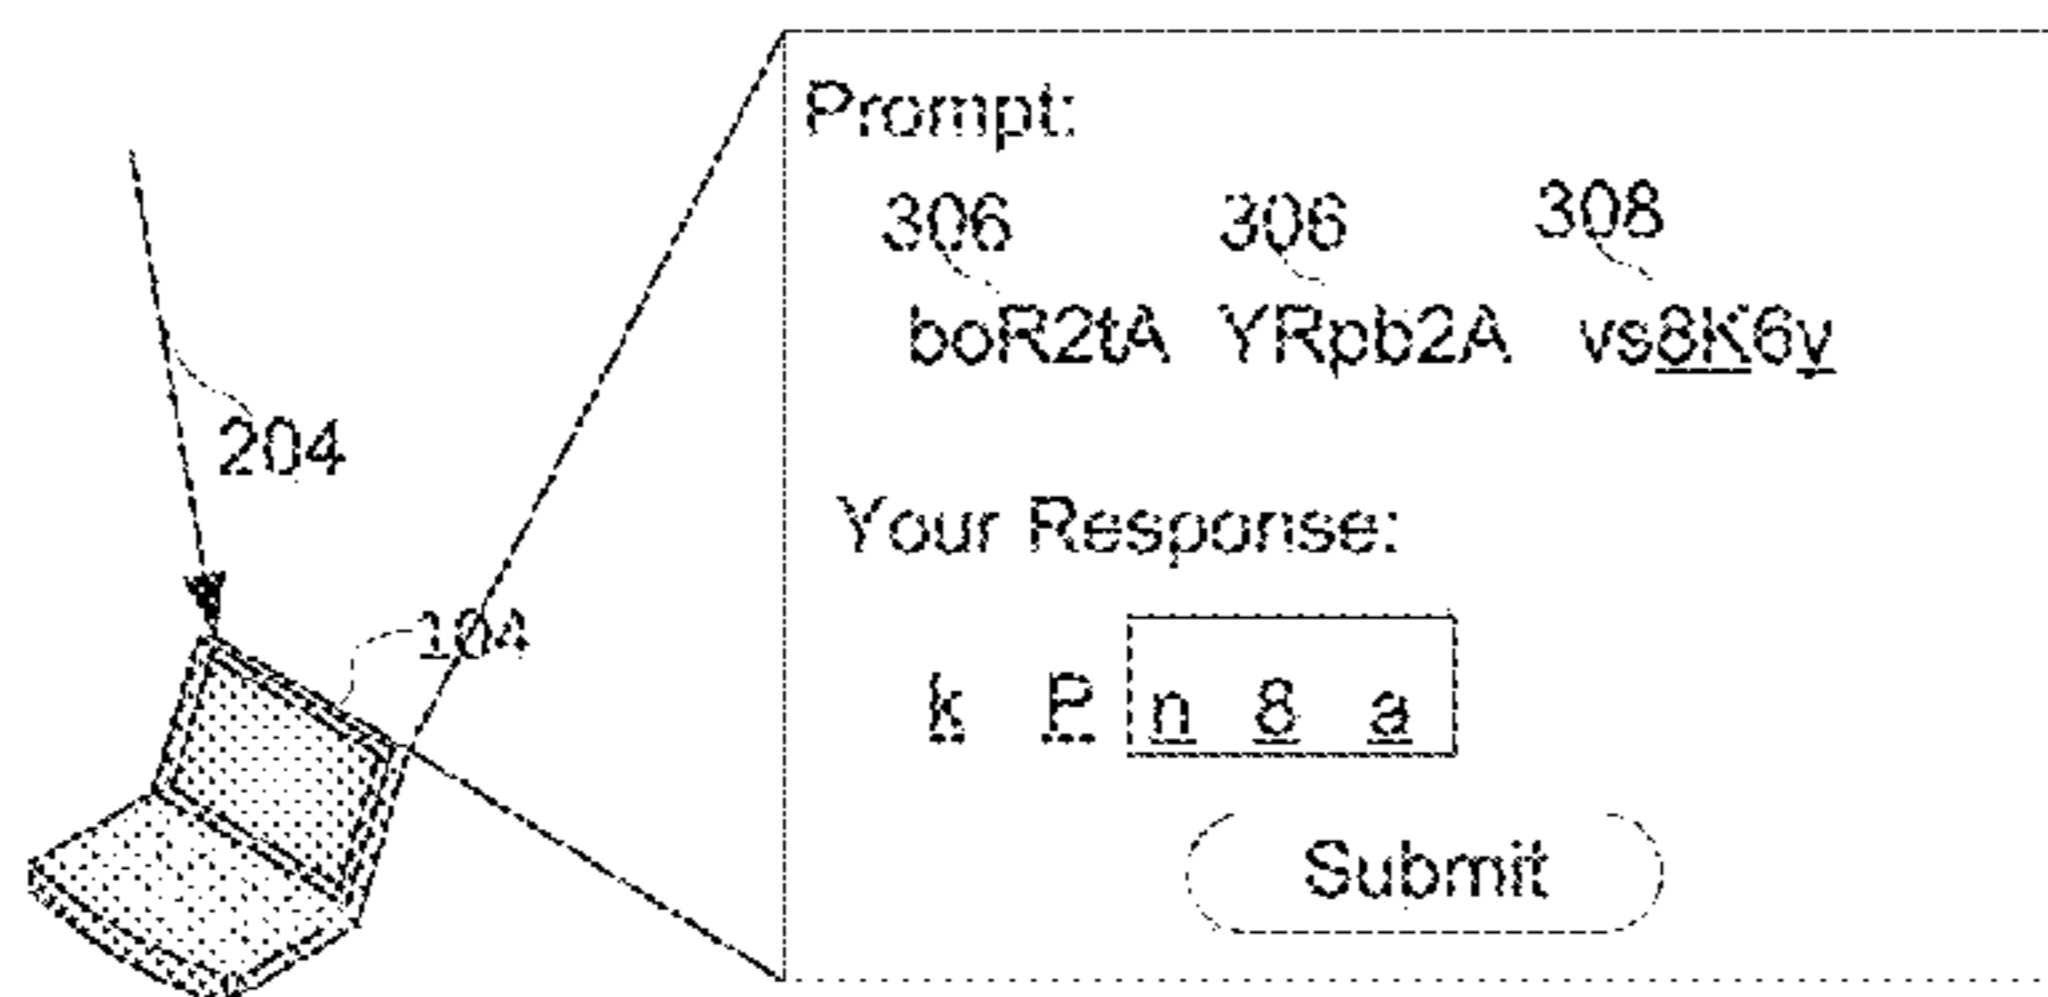 Prompt:
306 306 308
boR2tA YRpb2A vs8K6y
204
Your Response:
104
k P n 8 a
Submit